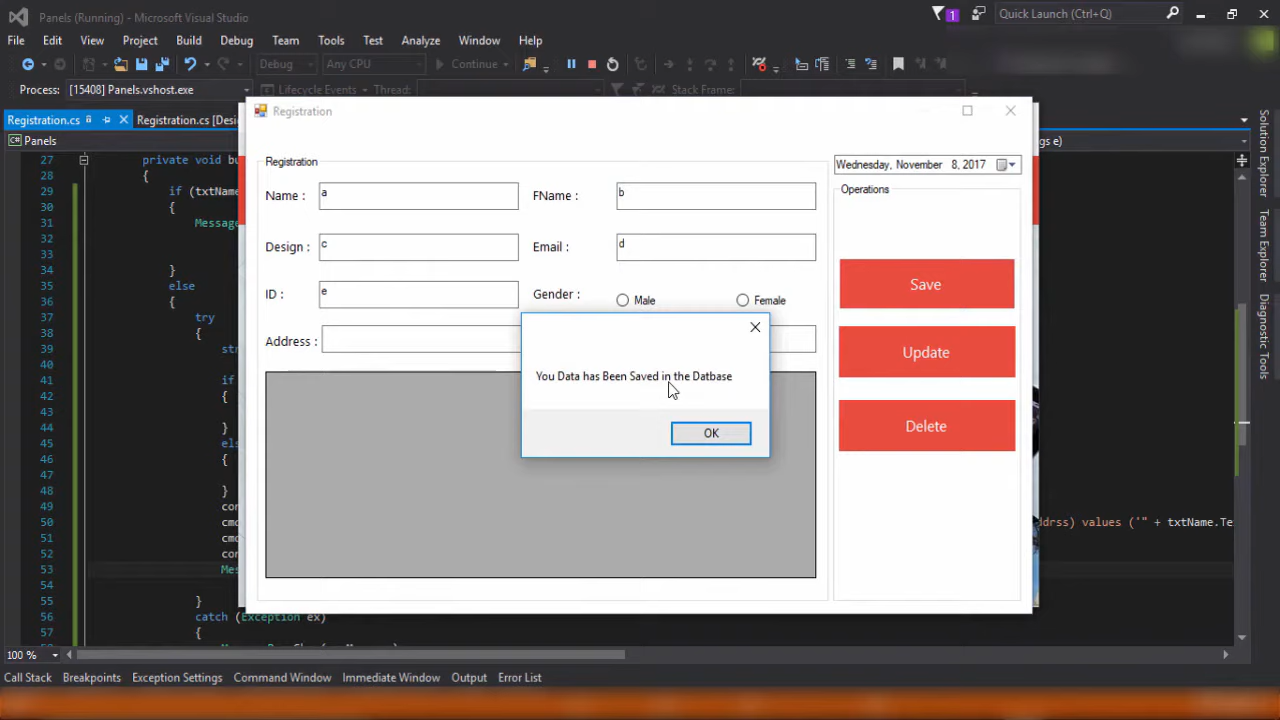 Panels (Running) - Microsoft Visual Studio
1
Quick Launch (Ctrl+Q)
File Edit View Project Build Debug Team Tools Test Analyze Window Help
Debug Any CPU Continue
Process: [15408] Panels.vshost.exe Lifecycle Events Thread: Stack Frame:
Registration.cs Registration.cs [Desi
C# Panels
gs e)
Registration
Registration
Wednesday, November 8, 2017
Operations
Name : a FName : b
Design : c Email : d
ID : e Gender : Male Female
Address :
Save
Update
Delete
You Data has Been Saved in the Datbase
OK
27 private void bu
28 {
29 if (txtName
30 {
31 Message
32
33
34 }
35 else
36 {
37 try
38 {
39 str
40
41 if
42 {
43
44 }
45 els
46 {
47
48 }
49 con
50 cmd
ddrss) values ('" + txtName.Te
51 cmd
52 con
53 Mes
54
55 }
56 catch (Exception ex)
57 {
100 %
Call Stack Breakpoints Exception Settings Command Window Immediate Window Output Error List
Solution Explorer
Team Explorer
Diagnostic Tools